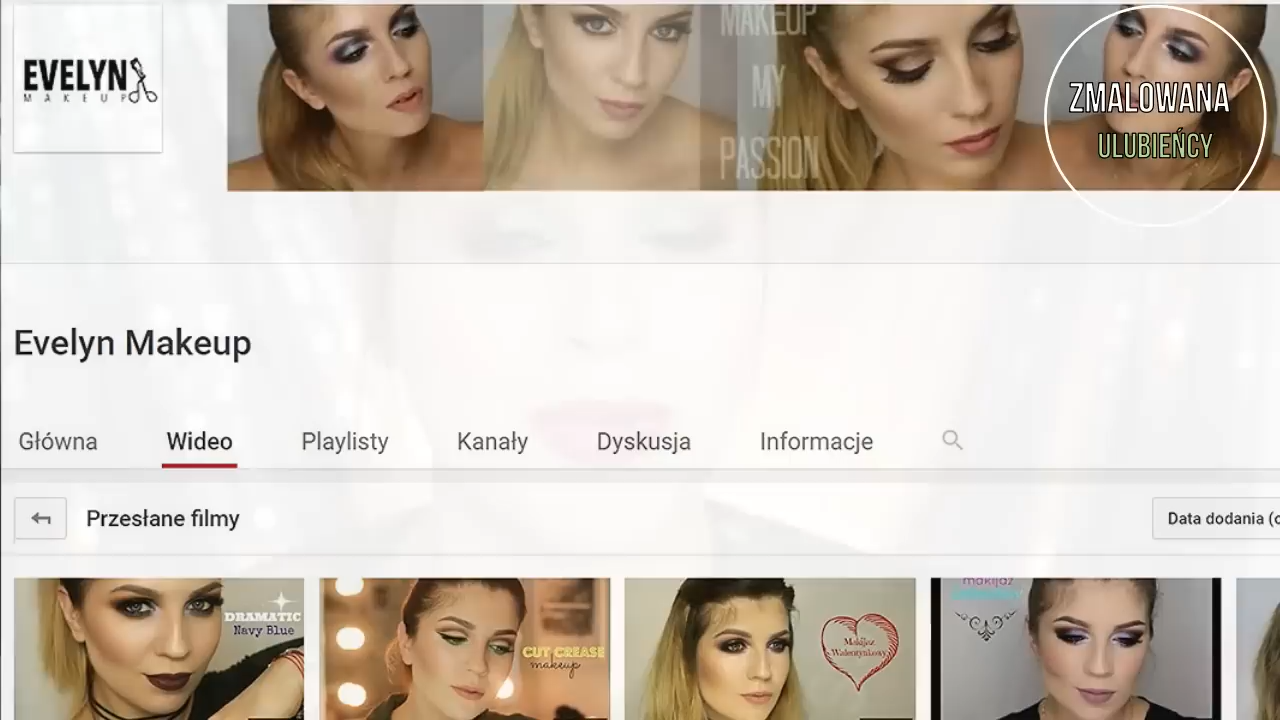 EVELYN
MAKEUP
MAKEUP
MY
PASSION
ZMALOWANA
ULUBIEŃCY
Evelyn Makeup
Główna Wideo Playlisty Kanały Dyskusja Informacje
Przesłane filmy
Data dodania
DRAMATIC
Navy Blue
CUT CREASE
makeup
Makijaż
Walentynkowy
makijaż